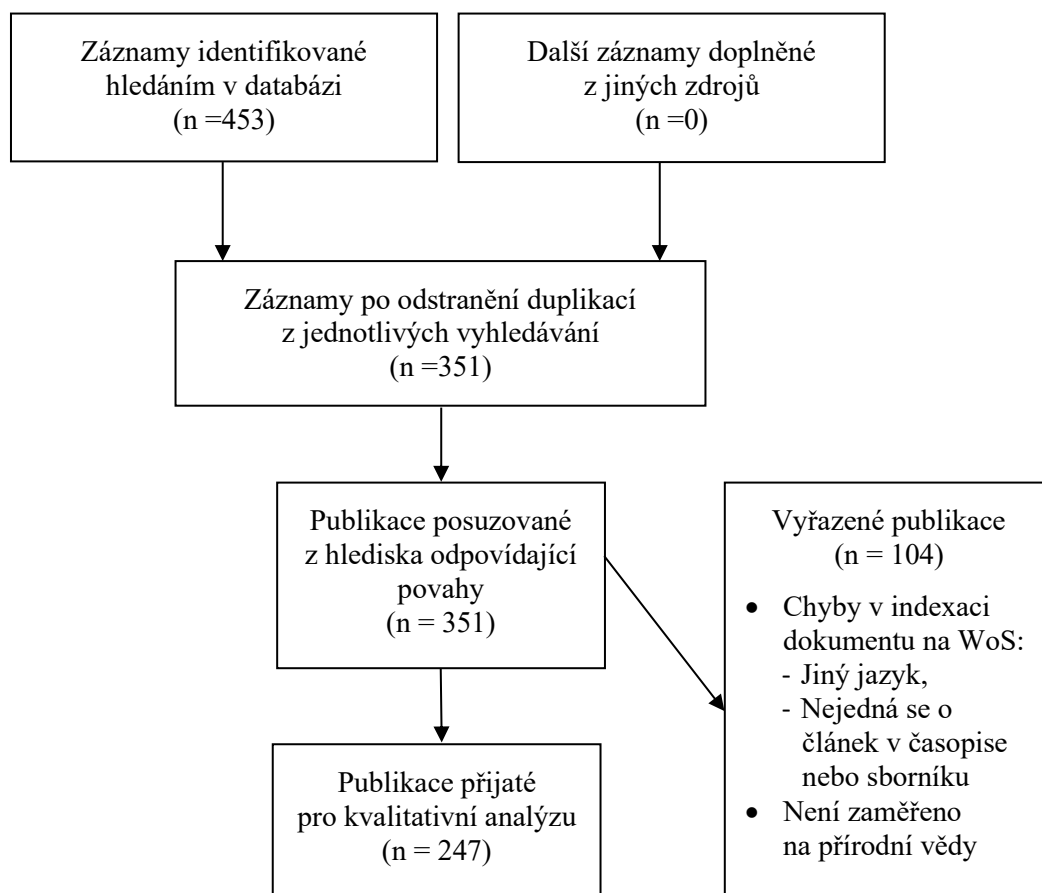 Záznamy identifikované
hledáním v databázi
(n =453)
Další záznamy doplněné
z jiných zdrojů
(n =0)
Záznamy po odstranění duplikací
z jednotlivých vyhledávání
(n =351)
Publikace posuzované
z hlediska odpovídající
povahy
(n = 351)
Vyřazené publikace
(n = 104)
• Chyby v indexaci
dokumentu na WoS:
- Jiný jazyk,
- Nejedná se o
článek v časopise
nebo sborníku
• Není zaměřeno
na přírodní vědy
Publikace přijaté
pro kvalitativní analýzu
(n = 247)